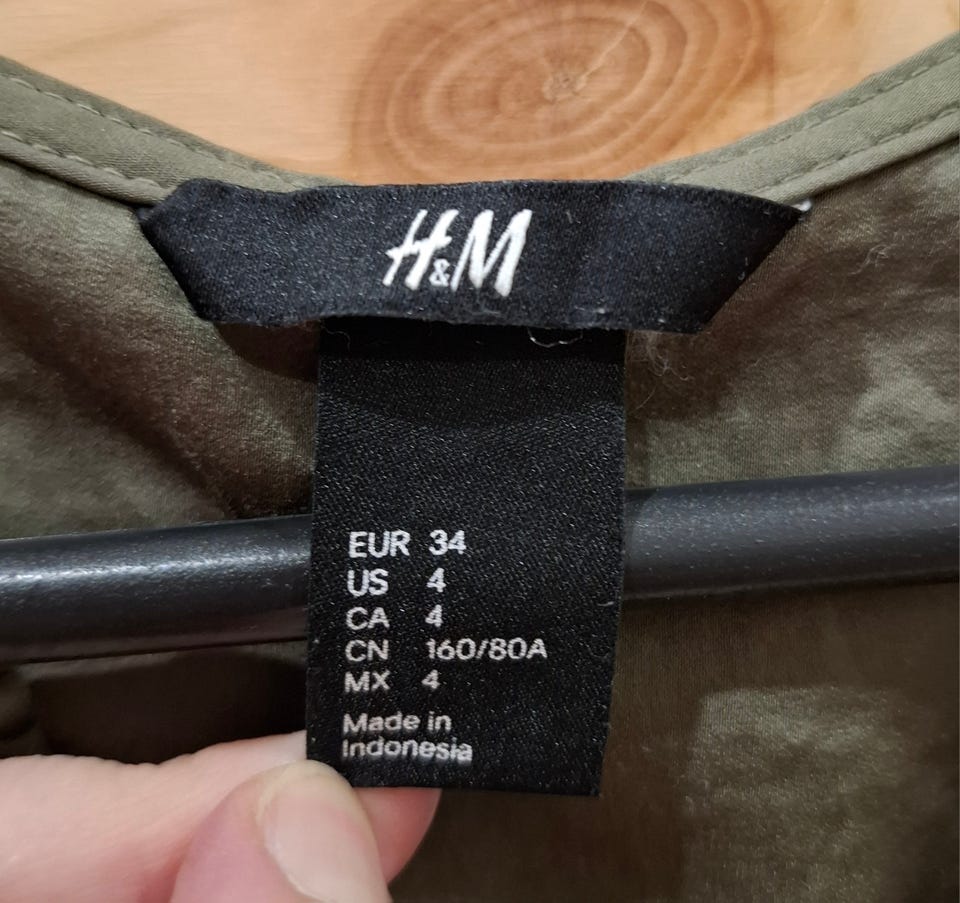 H&M
EUR 34
US 4
CA 4
CN 160/80A
MX 4
Made in
Indonesia